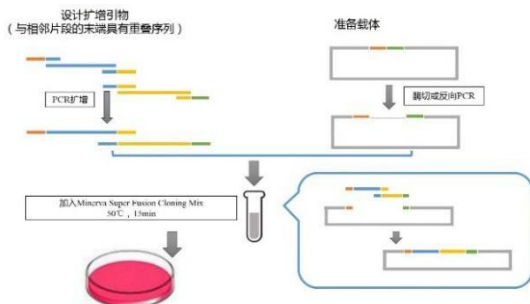 设计扩增引物
（与相邻片段的末端具有重叠序列）
准备载体
PCR扩增
酶切或反向PCR
加入Minerva Super Fusion Cloning Mix
50℃，15min